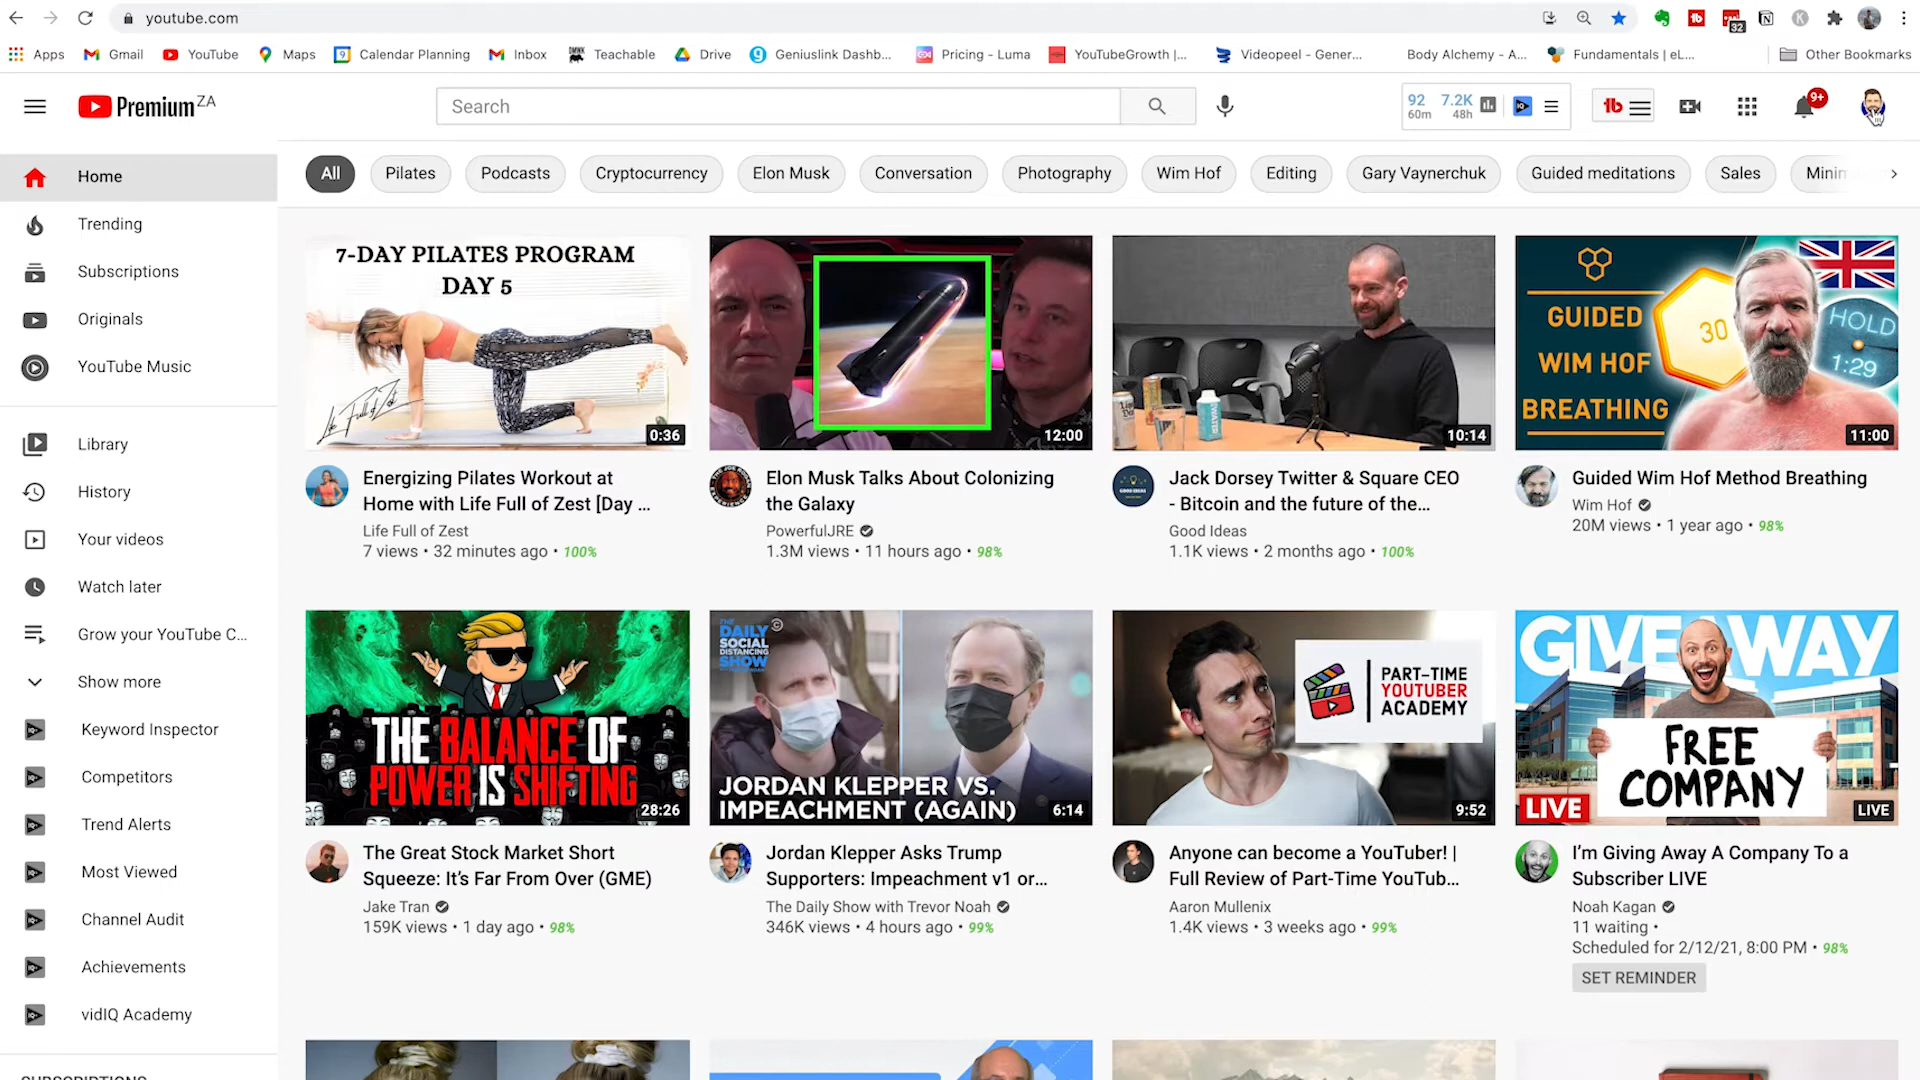 youtube.com
32
Apps
Gmail
YouTube
Maps
9
Calendar Planning
Inbox
DMNK
Teachable
Drive
Geniuslink Dashb...
Pricing - Luma
YouTubeGrowth |...
Videopeel - Gener...
Body Alchemy - A...
Fundamentals | eL...
Other Bookmarks
Premium ZA
Search
92
60m
7.2K
48h
9+
All
Pilates
Podcasts
Cryptocurrency
Elon Musk
Conversation
Photography
Wim Hof
Editing
Gary Vaynerchuk
Guided meditations
Sales
Home
Trending
Subscriptions
Originals
YouTube Music
Library
History
Your videos
Watch later
Grow your YouTube C...
Show more
Keyword Inspector
Competitors
Trend Alerts
Most Viewed
Channel Audit
Achievements
vidIQ Academy
SUBSCRIPTIONS
7-DAY PILATES PROGRAM
DAY 5
Life Full of Zest
0:36
Energizing Pilates Workout at
Home with Life Full of Zest [Day ...
Life Full of Zest
7 views • 32 minutes ago • 100%
12:00
Elon Musk Talks About Colonizing
the Galaxy
PowerfulJRE
1.3M views • 11 hours ago • 98%
WATER
10:14
Jack Dorsey Twitter & Square CEO
- Bitcoin and the future of the...
Good Ideas
1.1K views • 2 months ago • 100%
GUIDED
WIM HOF
BREATHING
30
HOLD
1:29
11:00
Guided Wim Hof Method Breathing
Wim Hof
20M views • 1 year ago • 98%
THE BALANCE OF
POWER IS SHIFTING
28:26
The Great Stock Market Short
Squeeze: It's Far From Over (GME)
Jake Tran
159K views • 1 day ago • 98%
THE
DAILY
SOCIAL
DISTANCING
SHOW
JORDAN KLEPPER VS.
IMPEACHMENT (AGAIN)
6:14
Jordan Klepper Asks Trump
Supporters: Impeachment v1 or...
The Daily Show with Trevor Noah
346K views • 4 hours ago • 99%
PART-TIME
YOUTUBER
ACADEMY
9:52
Anyone can become a YouTuber! |
Full Review of Part-Time YouTub...
Aaron Mullenix
1.4K views • 3 weeks ago • 99%
GIVE WAY
FREE
COMPANY
LIVE
LIVE
I'm Giving Away A Company To a
Subscriber LIVE
Noah Kagan
11 waiting •
Scheduled for 2/12/21, 8:00 PM • 98%
SET REMINDER